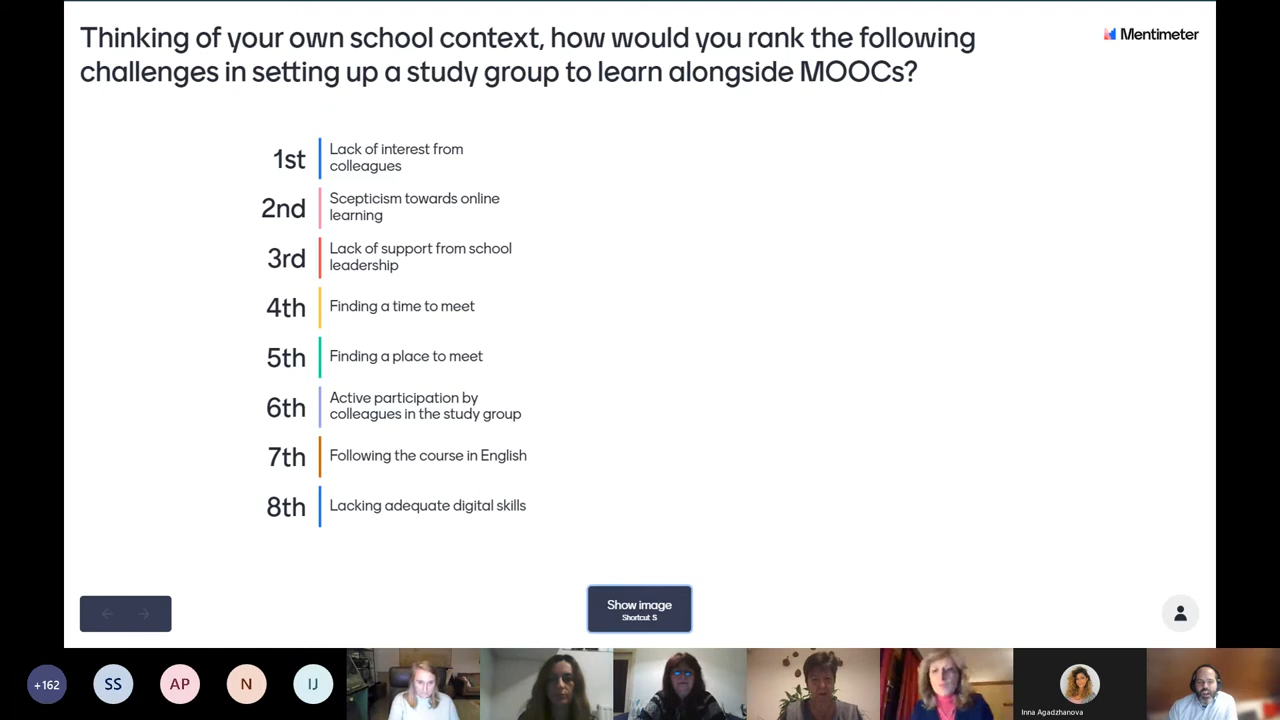 Thinking of your own school context, how would you rank the following
challenges in setting up a study group to learn alongside MOOCs?
Mentimeter
1st
Lack of interest from
colleagues
2nd
Scepticism towards online
learning
3rd
Lack of support from school
leadership
4th
Finding a time to meet
5th
Finding a place to meet
6th
Active participation by
colleagues in the study group
7th
Following the course in English
8th
Lacking adequate digital skills
Show image
Shortcut S
+162
SS
AP
N
IJ
Inna Agadzhanova